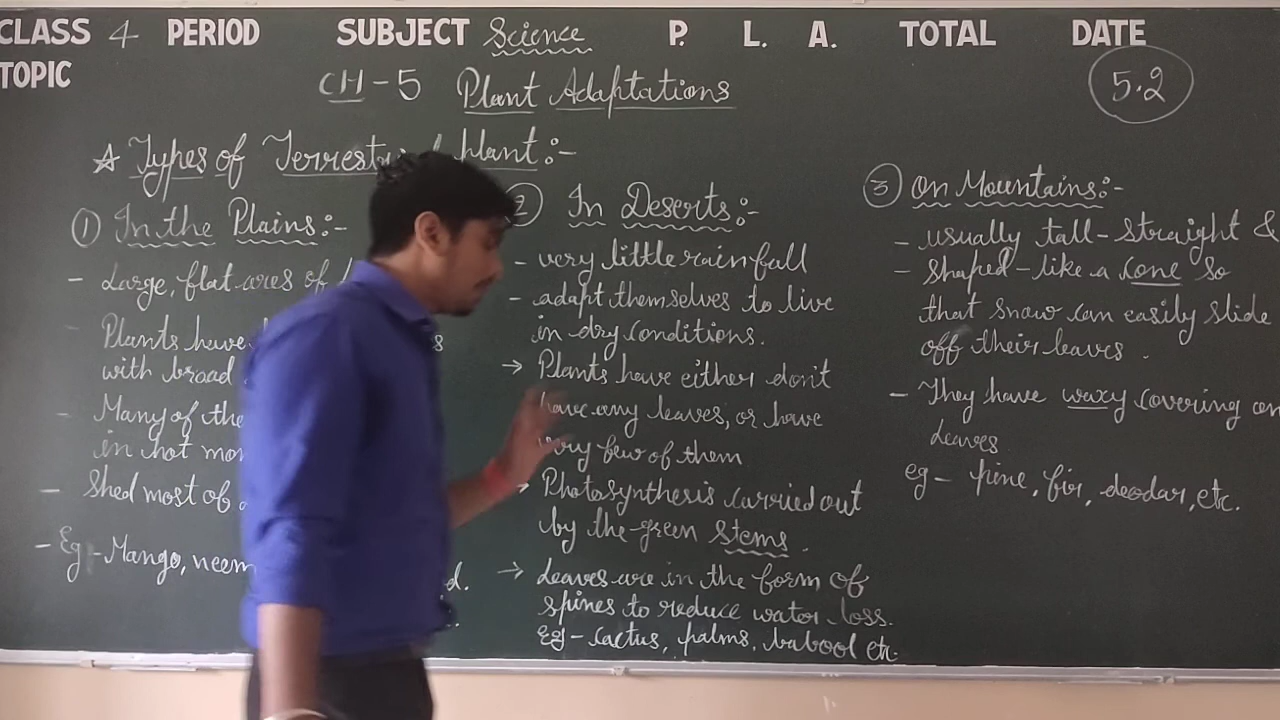 CLASS 4 PERIOD SUBJECT Science P. L. A. TOTAL DATE
TOPIC CH-5 Plant Adaptations 5.2
☆ Types of Terrestrial plant:-
① In the Plains:-
- Large, flat ares of
Plants have
with broad
- Many of the
in hot mo
- Shed most of
- Eg - Mango, neem
d.
② In Deserts:-
- very little rainfall
- adapt themselves to live
in dry conditions.
→ Plants have either don't
have any leaves, or have
very few of them
→ Photosynthesis carried out
by the green stems.
→ Leaves are in the form of
spines to reduce water loss.
Eg - cactus, palms, babool etc.
③ On Mountains:-
- usually tall - straight &
- shaped - like a cone so
that snow can easily slide
off their leaves.
- They have waxy covering on
leaves
eg - pine, fir, deodar, etc.